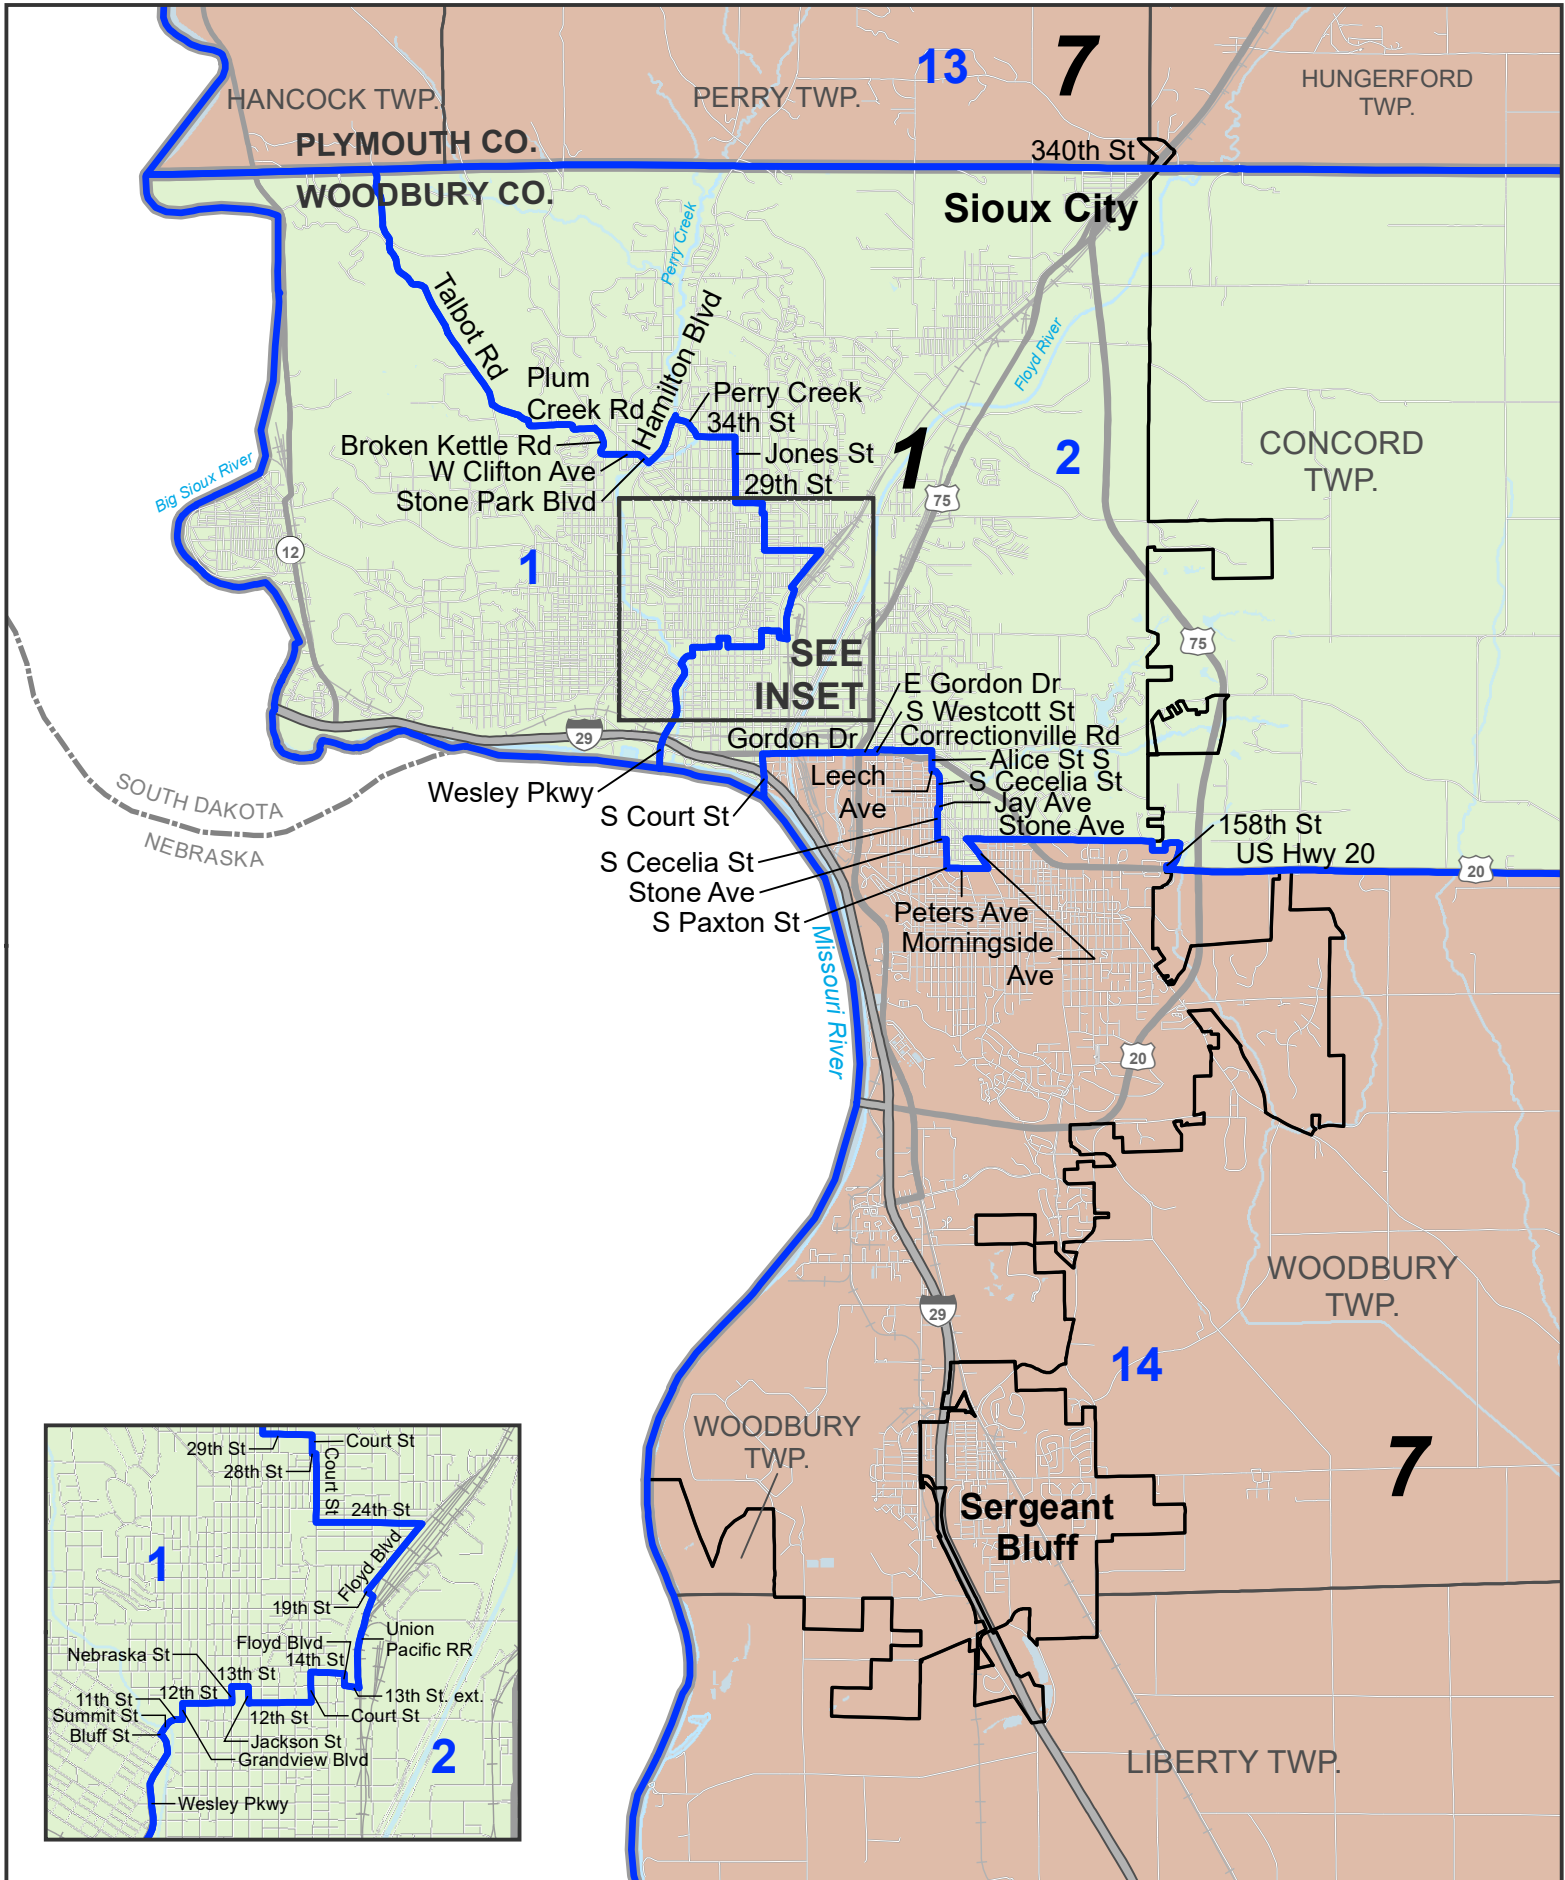 13
7
HANCOCK TWP.
PERRY TWP.
HUNGERFORD
TWP.
PLYMOUTH CO.
340th St
WOODBURY CO.
Sioux City
Perry Creek
Talbot Rd
Hamilton Blvd
Floyd River
Plum
Creek Rd
Perry Creek
34th St
Broken Kettle Rd
W Clifton Ave
Stone Park Blvd
Jones St
29th St
1
2
CONCORD
TWP.
Big Sioux River
75
12
1
75
SEE
INSET
E Gordon Dr
S Westcott St
Correctionville Rd
29
Gordon Dr
Alice St S
Leech
Ave
S Cecelia St
Jay Ave
Stone Ave
SOUTH DAKOTA
NEBRASKA
Wesley Pkwy
S Court St
158th St
US Hwy 20
20
S Cecelia St
Stone Ave
S Paxton St
Peters Ave
Morningside
Ave
Missouri River
20
WOODBURY
TWP.
29
14
WOODBURY
TWP.
7
Sergeant
Bluff
LIBERTY TWP.
29th St
Court St
28th St
Court St
24th St
1
Floyd Blvd
19th St
Union
Pacific RR
Floyd Blvd
14th St
Nebraska St
13th St
12th St
11th St
Summit St
Bluff St
12th St
13th St. ext.
Court St
Jackson St
Grandview Blvd
2
Wesley Pkwy